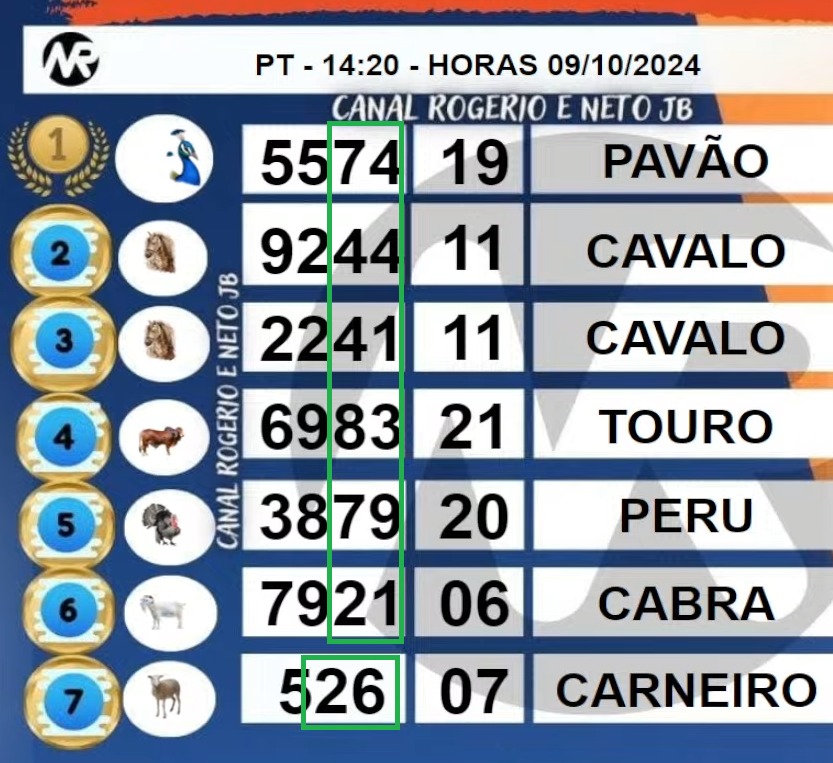 NR
PT - 14:20 - HORAS 09/10/2024
CANAL ROGERIO E NETO JB
1 5574 19 PAVÃO
2 9244 11 CAVALO
3 2241 11 CAVALO
4 6983 21 TOURO
5 3879 20 PERU
6 7921 06 CABRA
7 526 07 CARNEIRO
CANAL ROGERIO E NETO JB